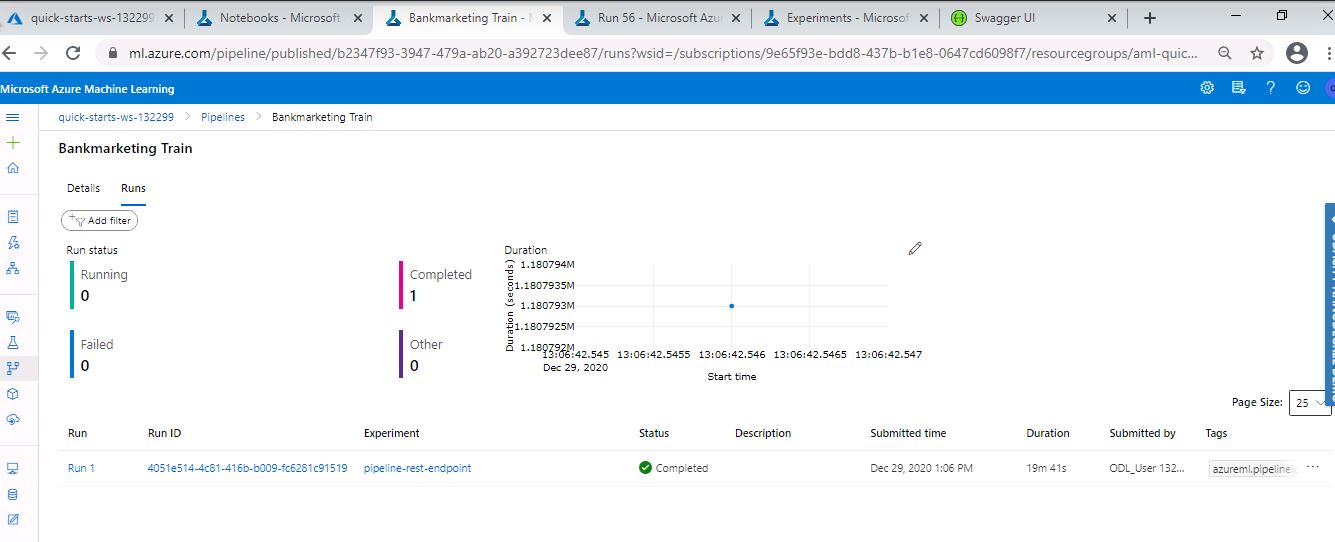 quick-starts-ws-132299
Notebooks - Microsoft
Bankmarketing Train -
Run 56 - Microsoft Azu
Experiments - Microsof
Swagger UI
ml.azure.com/pipeline/published/b2347f93-3947-479a-ab20-a392723dee87/runs?wsid=/subscriptions/9e65f93e-bdd8-437b-b1e8-0647cd6098f7/resourcegroups/aml-quic...
Microsoft Azure Machine Learning
quick-starts-ws-132299 > Pipelines > Bankmarketing Train
Bankmarketing Train
Details Runs
Add filter
Run status
Running
0
Completed
1
Failed
0
Other
0
Duration
Duration (seconds)
1.180794M
1.1807935M
1.180793M
1.1807925M
1.180792M
13:06:42.545 13:06:42.5455 13:06:42.546 13:06:42.5465 13:06:42.547
Dec 29, 2020
Start time
Page Size: 25
Run Run ID Experiment Status Description Submitted time Duration Submitted by Tags
Run 1 4051e514-4c81-416b-b009-fc6281c91519 pipeline-rest-endpoint Completed Dec 29, 2020 1:06 PM 19m 41s ODL_User 132... azureml.pipelineic ...